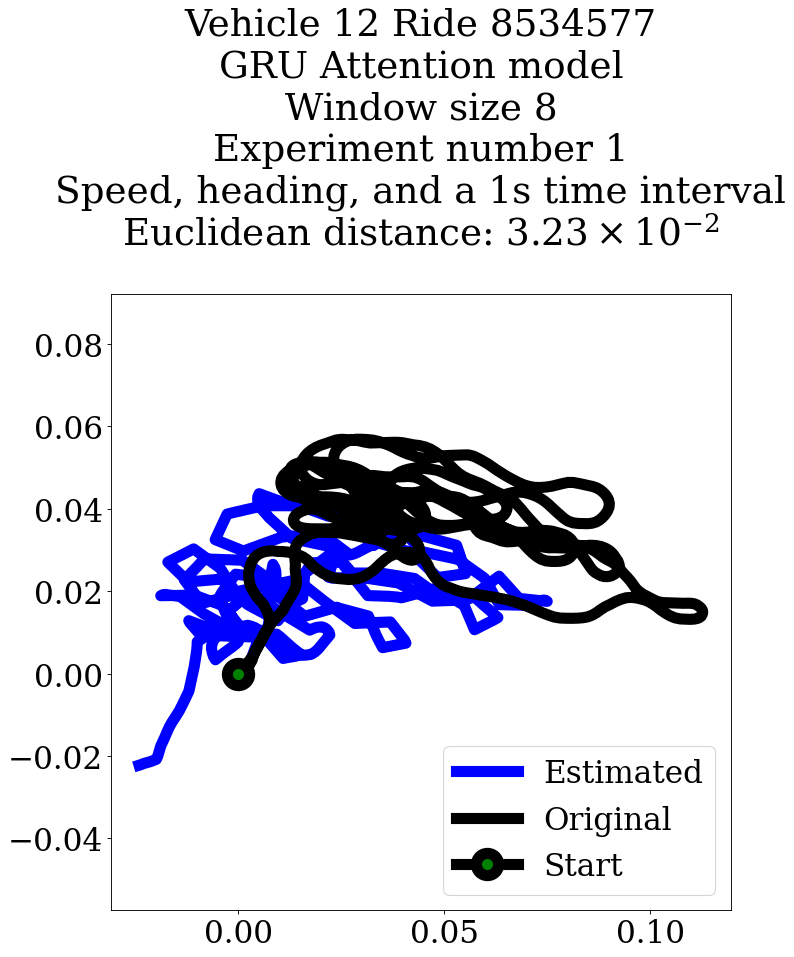 Vehicle 12 Ride 8534577
GRU Attention model
Window size 8
Experiment number 1
Speed, heading, and a 1s time interval
Euclidean distance: 3.23 × 10⁻²
0.08
0.06
0.04
0.02
0.00
−0.02
−0.04
Estimated
Original
Start
0.00 0.05 0.10